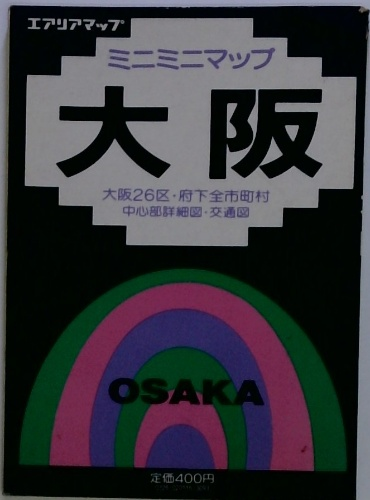 エアリアマップ
ミニミニマップ
大阪
大阪26区・府下全市町村
中心部詳細図・交通図
OSAKA
定価400円